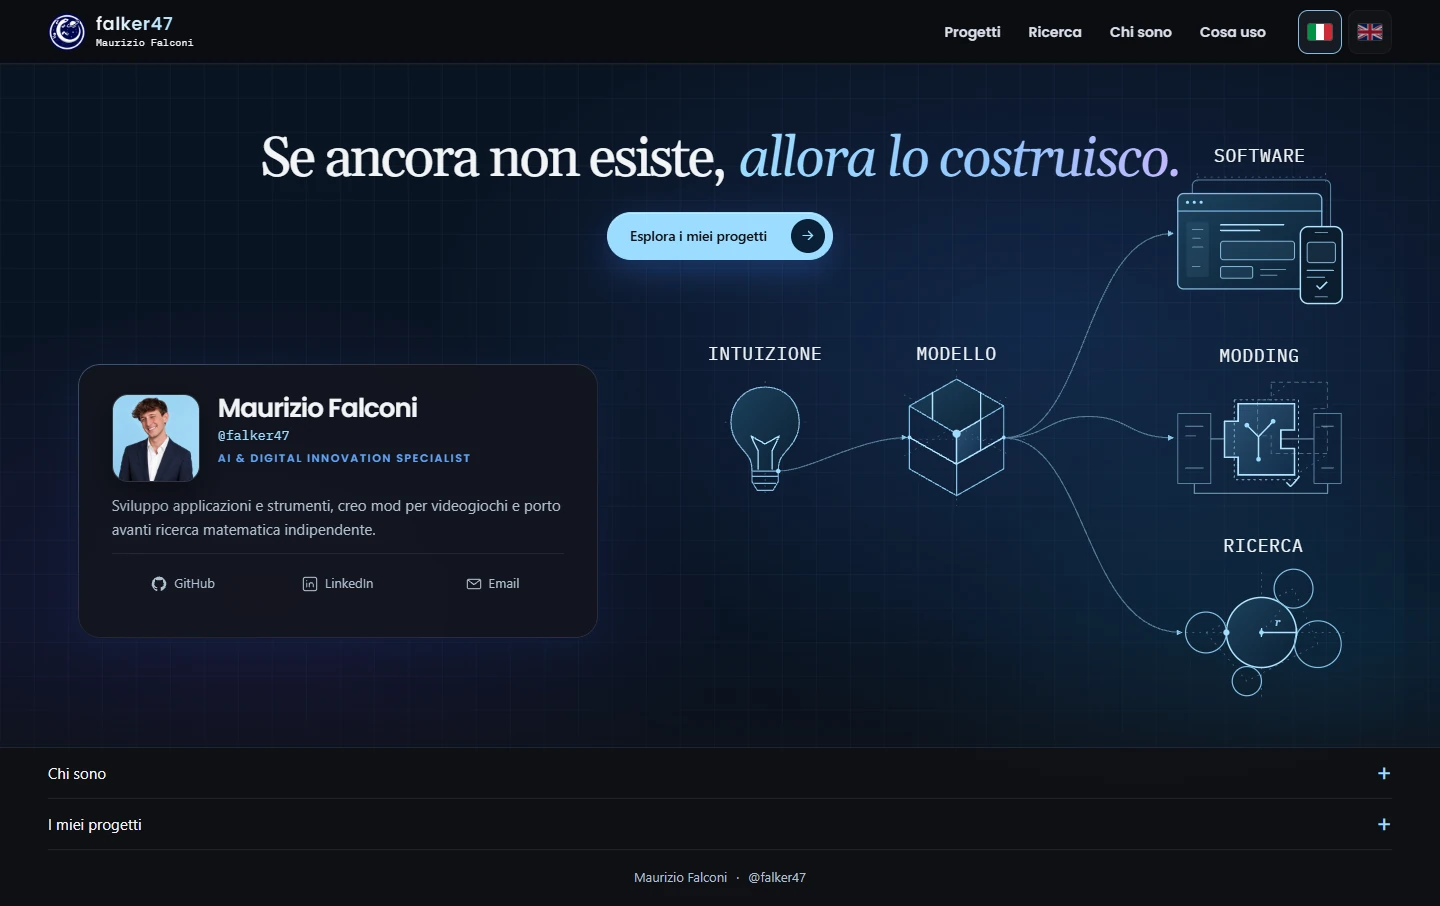 falker47
Maurizio Falconi
Progetti
Ricerca
Chi sono
Cosa uso
Se ancora non esiste, allora lo costruisco.
Esplora i miei progetti
SOFTWARE
INTUIZIONE
MODELLO
MODDING
RICERCA
r
Maurizio Falconi
@falker47
AI & DIGITAL INNOVATION SPECIALIST
Sviluppo applicazioni e strumenti, creo mod per videogiochi e porto
avanti ricerca matematica indipendente.
GitHub
LinkedIn
Email
Chi sono
I miei progetti
Maurizio Falconi · @falker47